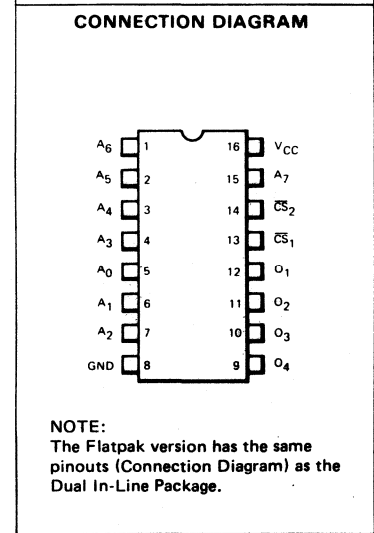 CONNECTION DIAGRAM
A6 1 16 VCC
A5 2 15 A7
A4 3 14 C̅S̅2
A3 4 13 C̅S̅1
A0 5 12 O1
A1 6 11 O2
A2 7 10 O3
GND 8 9 O4
NOTE:
The Flatpak version has the same
pinouts (Connection Diagram) as the
Dual In-Line Package.